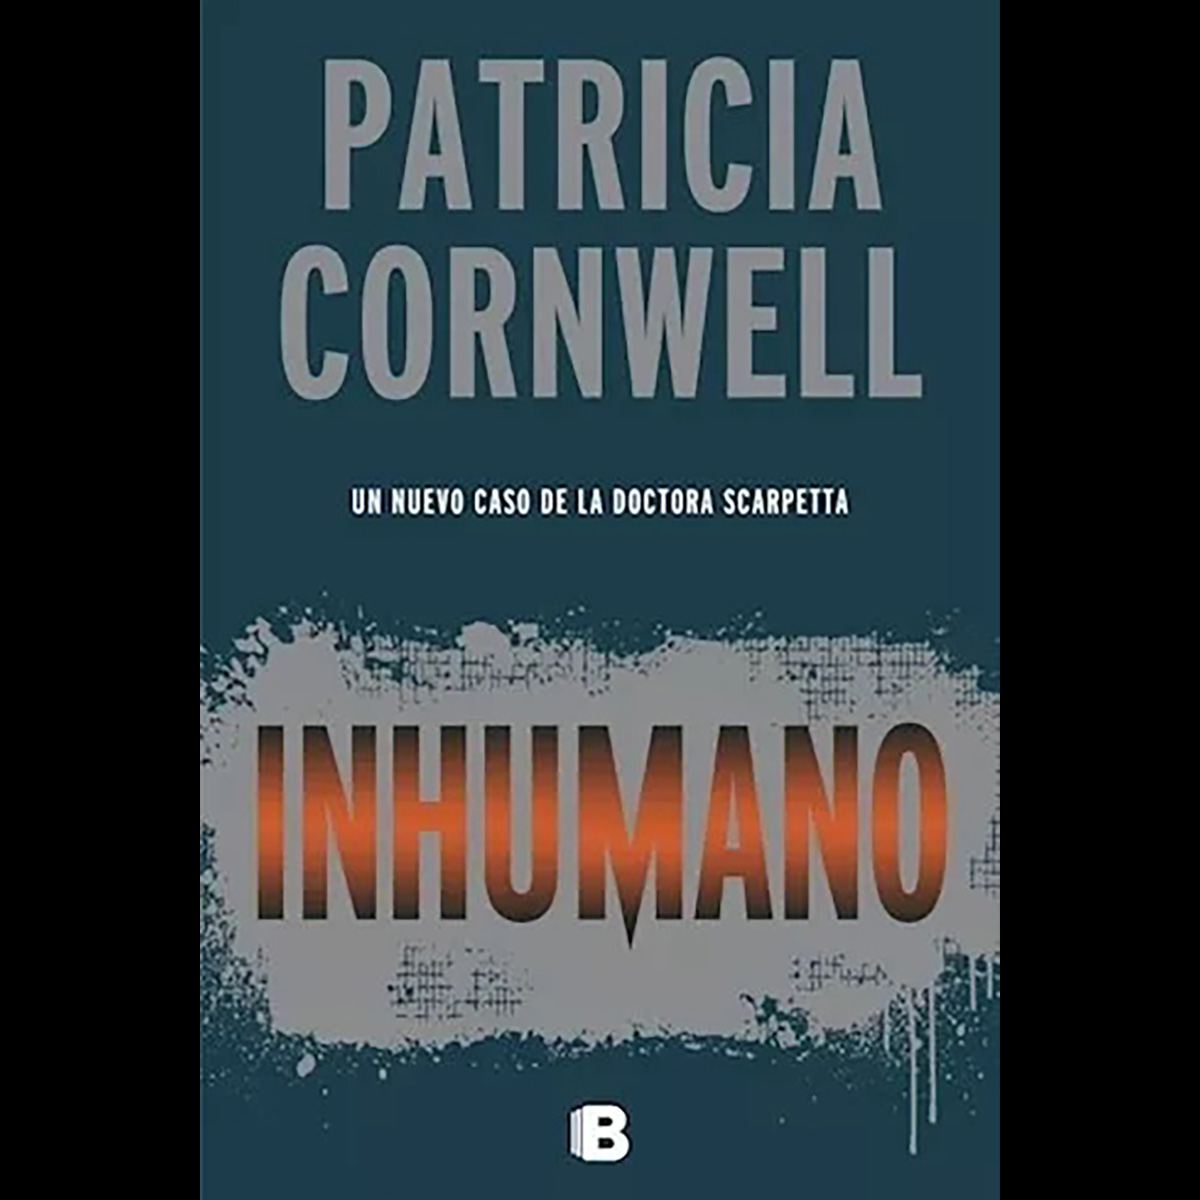 PATRICIA
CORNWELL
UN NUEVO CASO DE LA DOCTORA SCARPETTA
INHUMANO
B